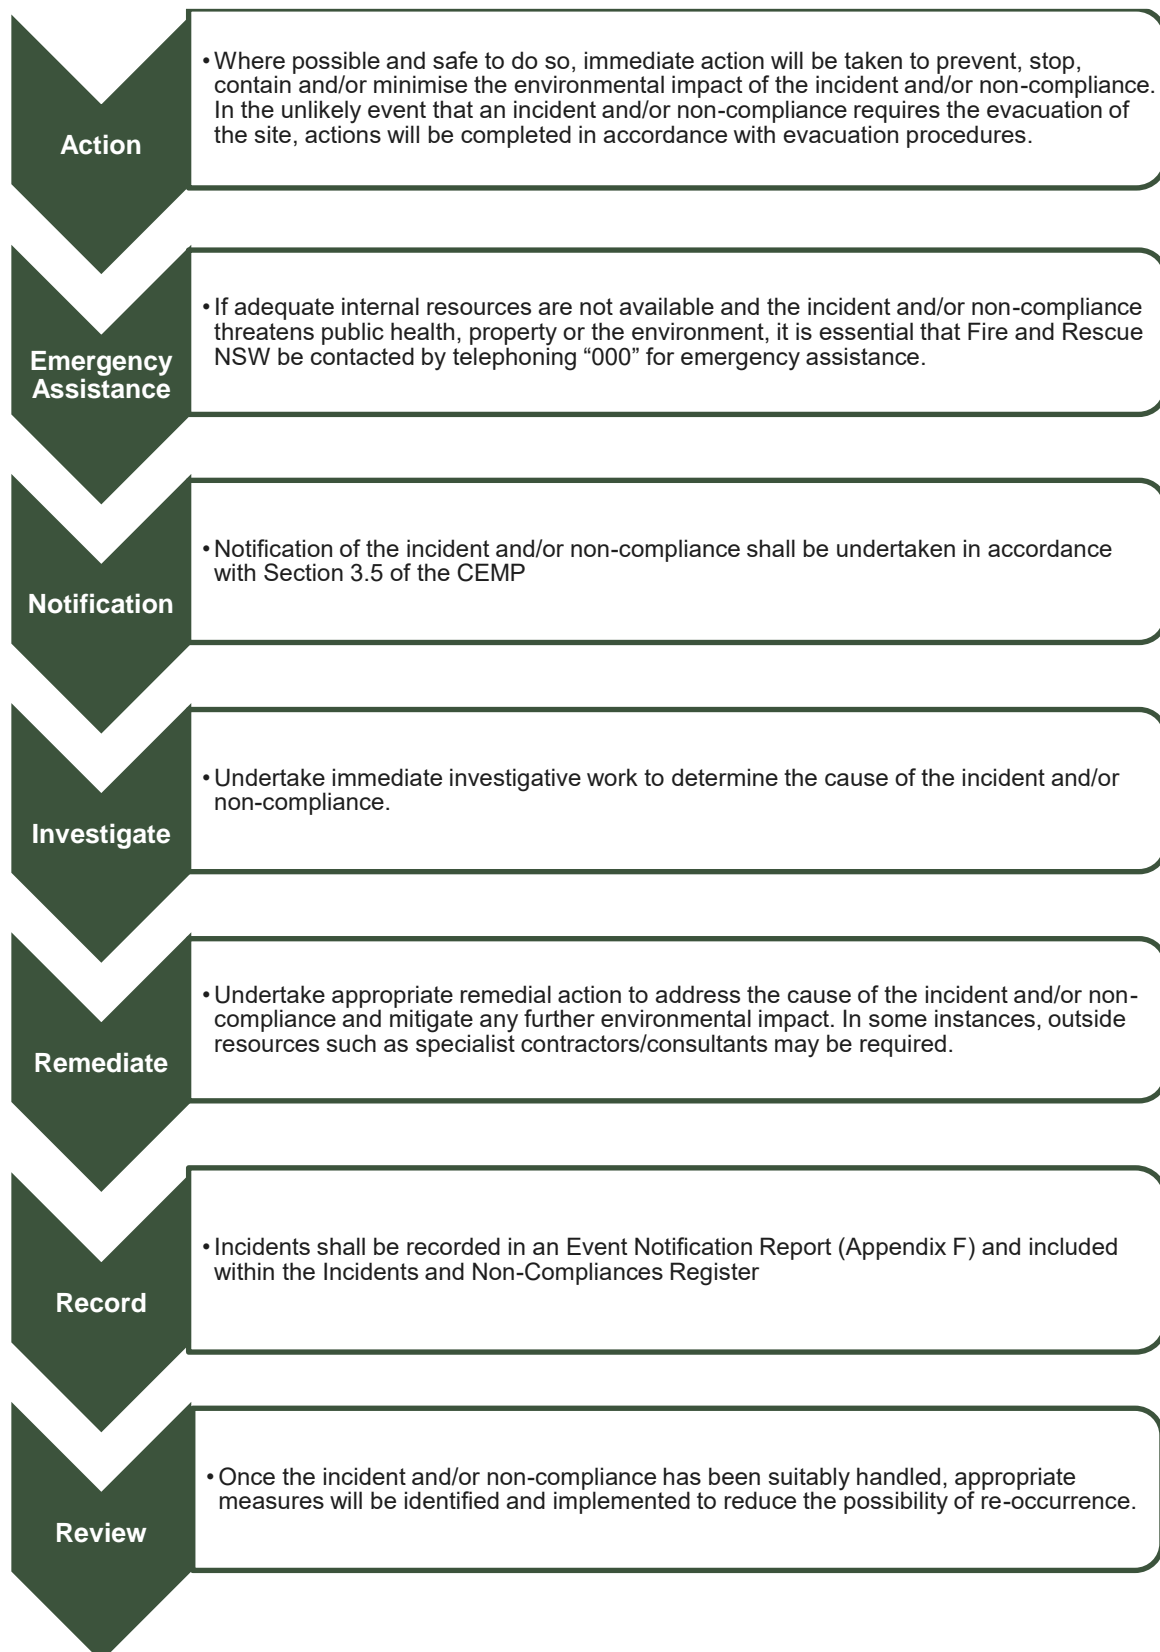 Action
• Where possible and safe to do so, immediate action will be taken to prevent, stop,
contain and/or minimise the environmental impact of the incident and/or non-compliance.
In the unlikely event that an incident and/or non-compliance requires the evacuation of
the site, actions will be completed in accordance with evacuation procedures.
Emergency
Assistance
• If adequate internal resources are not available and the incident and/or non-compliance
threatens public health, property or the environment, it is essential that Fire and Rescue
NSW be contacted by telephoning “000” for emergency assistance.
Notification
• Notification of the incident and/or non-compliance shall be undertaken in accordance
with Section 3.5 of the CEMP
Investigate
• Undertake immediate investigative work to determine the cause of the incident and/or
non-compliance.
Remediate
• Undertake appropriate remedial action to address the cause of the incident and/or non-
compliance and mitigate any further environmental impact. In some instances, outside
resources such as specialist contractors/consultants may be required.
Record
• Incidents shall be recorded in an Event Notification Report (Appendix F) and included
within the Incidents and Non-Compliances Register
Review
• Once the incident and/or non-compliance has been suitably handled, appropriate
measures will be identified and implemented to reduce the possibility of re-occurrence.